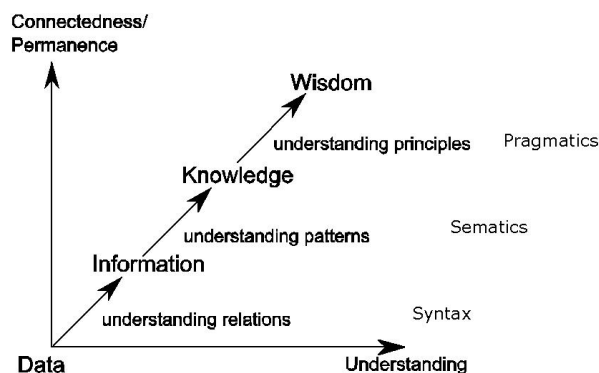 Connectedness/
Permanence
Wisdom
understanding principles Pragmatics
Knowledge
understanding patterns Sematics
Information
understanding relations Syntax
Data Understanding